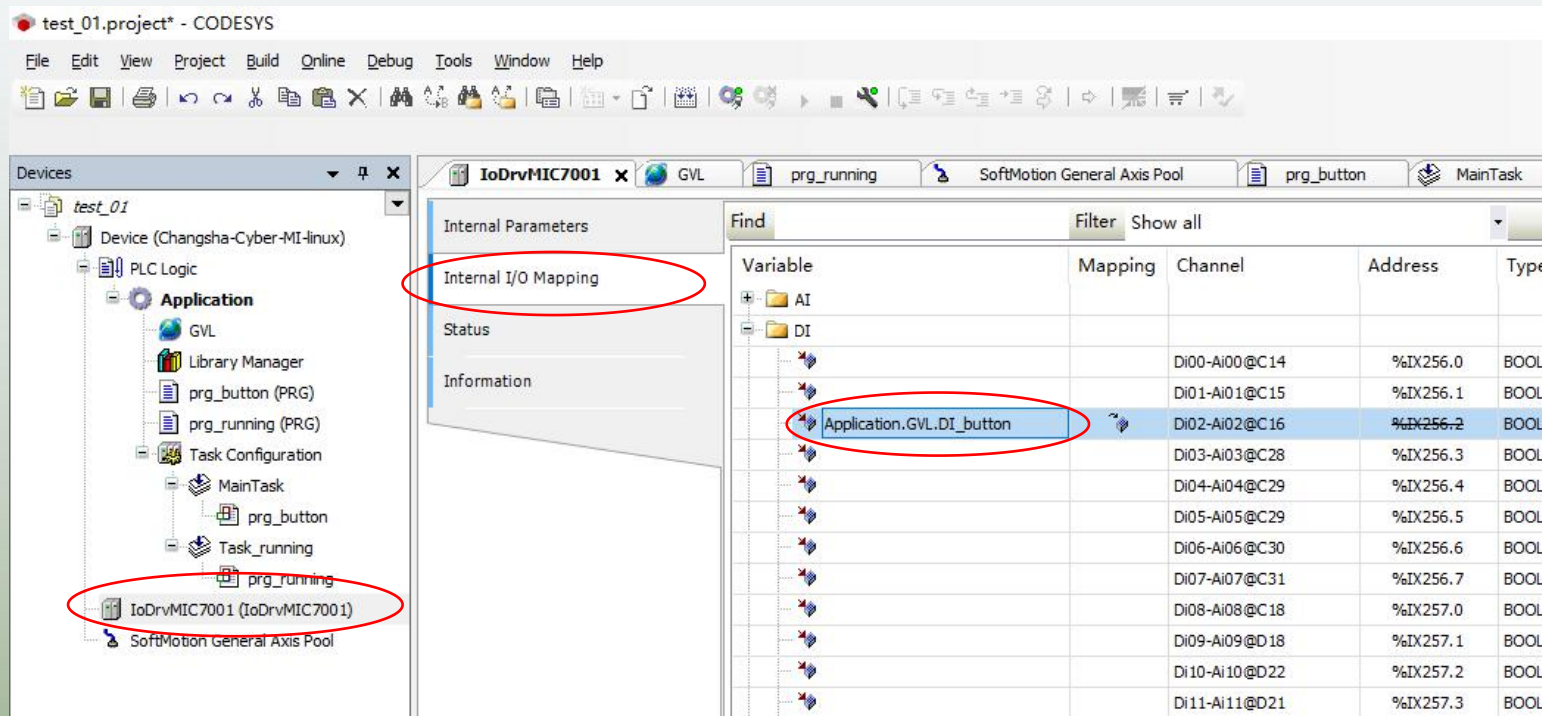 test_01.project* - CODESYS
File Edit View Project Build Online Debug Tools Window Help
Devices
test_01
Device (Changsha-Cyber-MI-linux)
PLC Logic
Application
GVL
Library Manager
prg_button (PRG)
prg_running (PRG)
Task Configuration
MainTask
prg_button
Task_running
prg_running
IoDrvMIC7001 (IoDrvMIC7001)
SoftMotion General Axis Pool
IoDrvMIC7001 GVL prg_running SoftMotion General Axis Pool prg_button MainTask
Internal Parameters
Internal I/O Mapping
Status
Information
Find Filter Show all
Variable Mapping Channel Address Type
AI
DI
Di00-Ai00@C14 %IX256.0 BOOL
Di01-Ai01@C15 %IX256.1 BOOL
Application.GVL.DI_button Di02-Ai02@C16 %IX256.2 BOOL
Di03-Ai03@C28 %IX256.3 BOOL
Di04-Ai04@C29 %IX256.4 BOOL
Di05-Ai05@C29 %IX256.5 BOOL
Di06-Ai06@C30 %IX256.6 BOOL
Di07-Ai07@C31 %IX256.7 BOOL
Di08-Ai08@C18 %IX257.0 BOOL
Di09-Ai09@D18 %IX257.1 BOOL
Di10-Ai10@D22 %IX257.2 BOOL
Di11-Ai11@D21 %IX257.3 BOOL